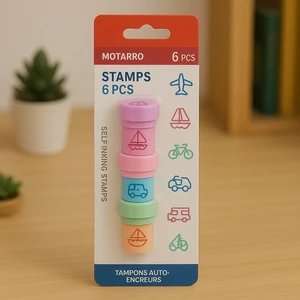 MOTARRO 6 PCS
STAMPS
6 PCS
SELF INKING STAMPS
TAMPONS AUTO-
ENCREURS